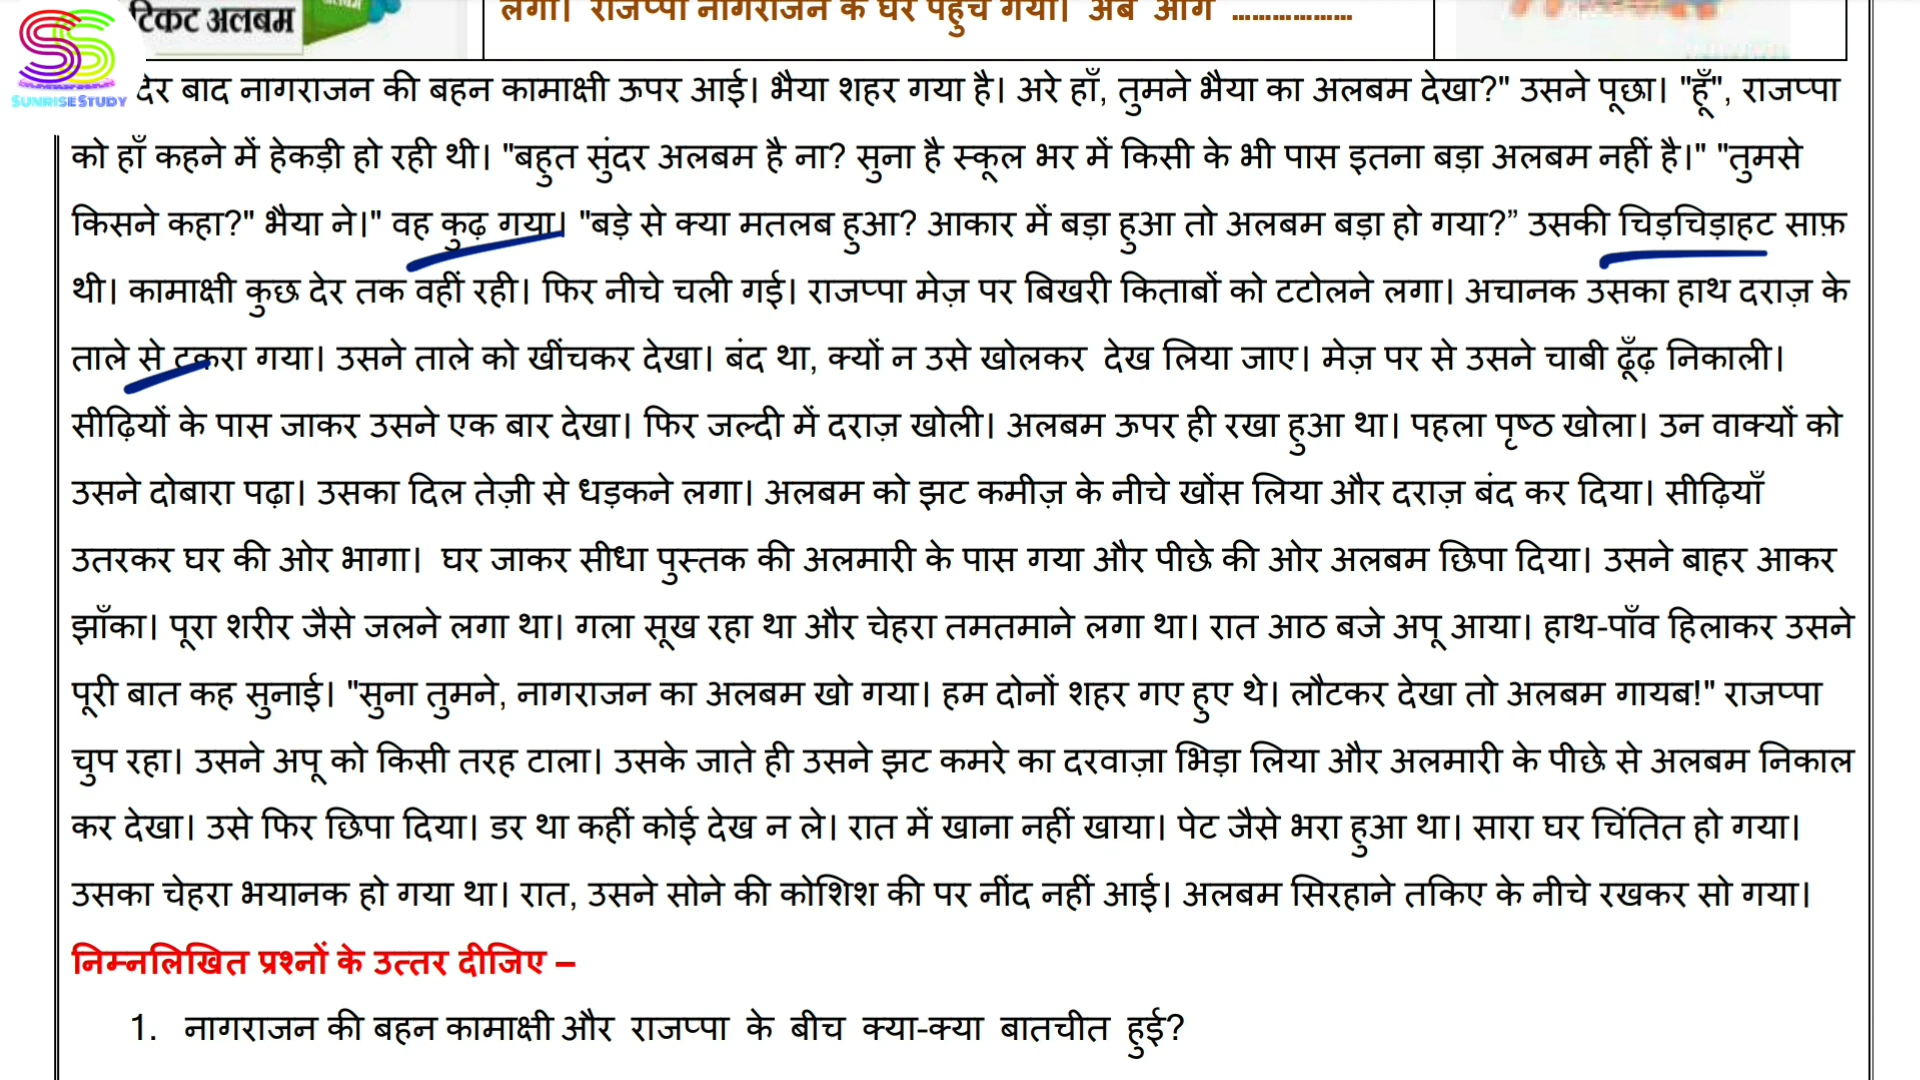 टिकट अलबम
लगा। राजप्पा नागराजन के घर पहुँच गया। अब आगे ..................
SUNRISESTUDY
देर बाद नागराजन की बहन कामाक्षी ऊपर आई। भैया शहर गया है। अरे हाँ, तुमने भैया का अलबम देखा?" उसने पूछा। "हूँ", राजप्पा
को हाँ कहने में हेकड़ी हो रही थी। "बहुत सुंदर अलबम है ना? सुना है स्कूल भर में किसी के भी पास इतना बड़ा अलबम नहीं है।" "तुमसे
किसने कहा?" भैया ने।" वह कुढ़ गया। "बड़े से क्या मतलब हुआ? आकार में बड़ा हुआ तो अलबम बड़ा हो गया?” उसकी चिड़चिड़ाहट साफ़
थी। कामाक्षी कुछ देर तक वहीं रही। फिर नीचे चली गई। राजप्पा मेज़ पर बिखरी किताबों को टटोलने लगा। अचानक उसका हाथ दराज़ के
ताले से टकरा गया। उसने ताले को खींचकर देखा। बंद था, क्यों न उसे खोलकर देख लिया जाए। मेज़ पर से उसने चाबी ढूँढ़ निकाली।
सीढ़ियों के पास जाकर उसने एक बार देखा। फिर जल्दी में दराज़ खोली। अलबम ऊपर ही रखा हुआ था। पहला पृष्ठ खोला। उन वाक्यों को
उसने दोबारा पढ़ा। उसका दिल तेज़ी से धड़कने लगा। अलबम को झट कमीज़ के नीचे खोंस लिया और दराज़ बंद कर दिया। सीढ़ियाँ
उतरकर घर की ओर भागा। घर जाकर सीधा पुस्तक की अलमारी के पास गया और पीछे की ओर अलबम छिपा दिया। उसने बाहर आकर
झाँका। पूरा शरीर जैसे जलने लगा था। गला सूख रहा था और चेहरा तमतमाने लगा था। रात आठ बजे अपू आया। हाथ-पाँव हिलाकर उसने
पूरी बात कह सुनाई। "सुना तुमने, नागराजन का अलबम खो गया। हम दोनों शहर गए हुए थे। लौटकर देखा तो अलबम गायब!" राजप्पा
चुप रहा। उसने अपू को किसी तरह टाला। उसके जाते ही उसने झट कमरे का दरवाज़ा भिड़ा लिया और अलमारी के पीछे से अलबम निकाल
कर देखा। उसे फिर छिपा दिया। डर था कहीं कोई देख न ले। रात में खाना नहीं खाया। पेट जैसे भरा हुआ था। सारा घर चिंतित हो गया।
उसका चेहरा भयानक हो गया था। रात, उसने सोने की कोशिश की पर नींद नहीं आई। अलबम सिरहाने तकिए के नीचे रखकर सो गया।
निम्नलिखित प्रश्नों के उत्तर दीजिए –
1. नागराजन की बहन कामाक्षी और राजप्पा के बीच क्या-क्या बातचीत हुई?